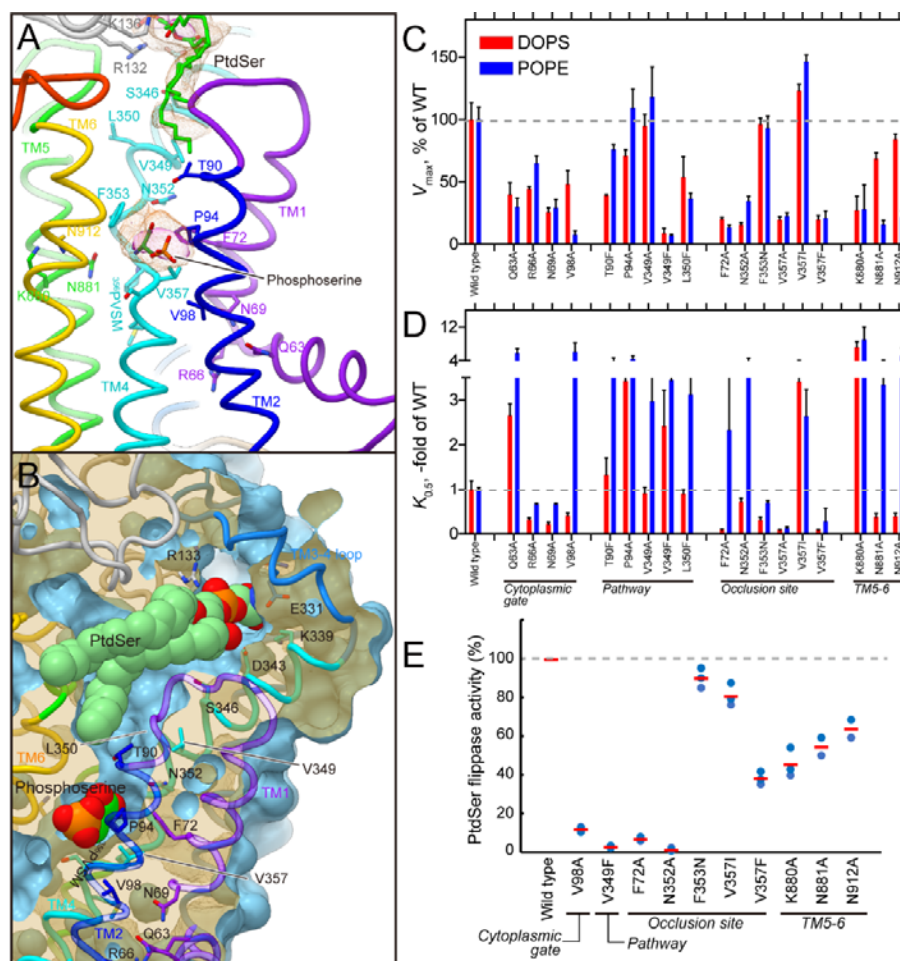 A
K136
R132
PtdSer
S346
TM6
L350
TM5
V349
T90
N352
F353
TM1
P94
F72
N912
Phosphoserine
N881
V357
PVSM
V98
N69
Q63
R66
TM4
TM2
B
R133
TM3-4 loop
PtdSer
E331
K339
D343
S346
L350
T90
TM6
V349
N352
TM1
Phosphoserine
P94
F72
V357
V98
N69
TM4
TM2
Q63
R66
C
DOPS
POPE
Vmax, % of WT
150
100
50
0
Wild type
Q63A
R66A
N69A
V98A
T90F
P94A
V349A
V349F
L350F
F72A
N352A
F353N
V357A
V357I
V357F
K880A
N881A
N912A
D
K0.5, -fold of WT
12
8
4
3
2
1
0
Wild type
Q63A
R66A
N69A
V98A
T90F
P94A
V349A
V349F
L350F
F72A
N352A
F353N
V357A
V357I
V357F
K880A
N881A
N912A
Cytoplasmic gate
Pathway
Occlusion site
TM5-6
E
PtdSer flippase activity (%)
100
80
60
40
20
0
Wild type
V98A
V349F
F72A
N352A
F353N
V357I
V357F
K880A
N881A
N912A
Cytoplasmic gate
Pathway
Occlusion site
TM5-6